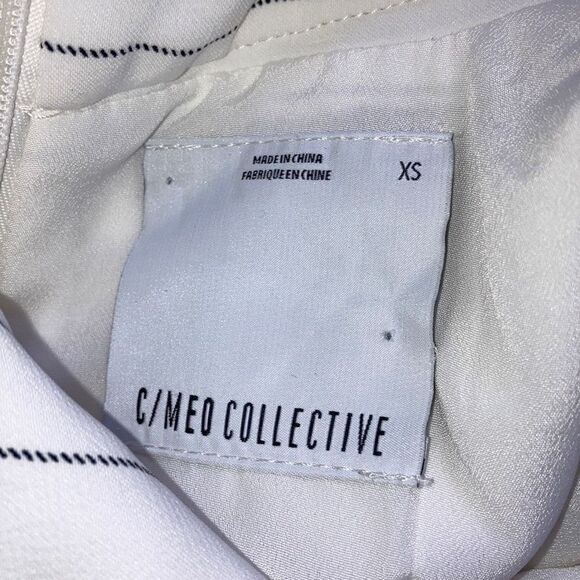 MADE IN CHINA
FABRIQUE EN CHINE
XS
C/MEO COLLECTIVE